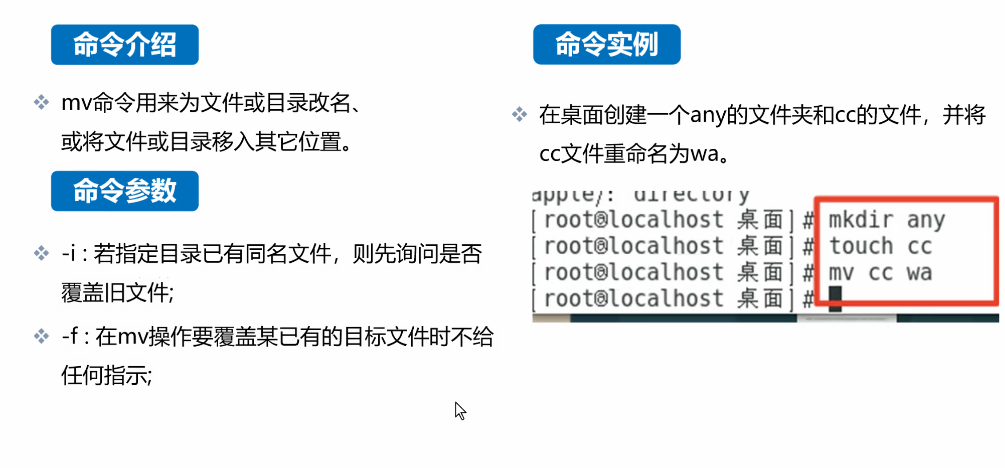 命令介绍
mv命令用来为文件或目录改名、
或将文件或目录移入其它位置。
命令参数
-i : 若指定目录已有同名文件，则先询问是否
覆盖旧文件;
-f : 在mv操作要覆盖某已有的目标文件时不给
任何指示;
命令实例
在桌面创建一个any的文件夹和cc的文件，并将
cc文件重命名为wa。
apple/: directory
[root@localhost 桌面]# mkdir any
[root@localhost 桌面]# touch cc
[root@localhost 桌面]# mv cc wa
[root@localhost 桌面]#